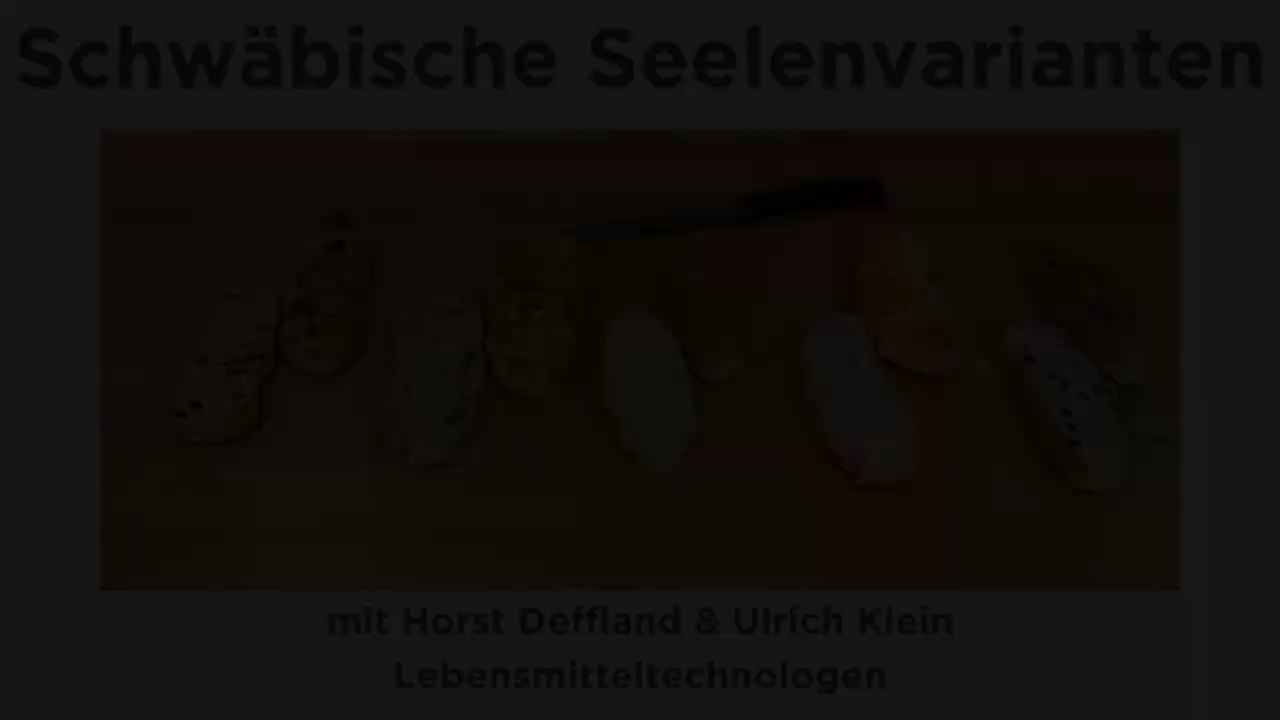 Schwäbische Seelenvarianten
mit Horst Deffland & Ulrich Klein
Lebensmitteltechnologen